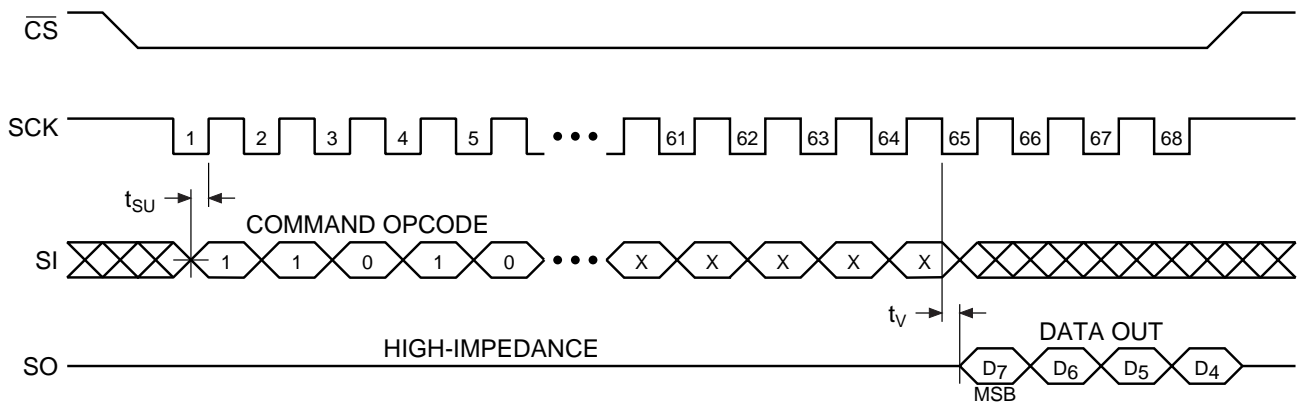 CS
SCK 1 2 3 4 5 ••• 61 62 63 64 65 66 67 68
tSU
COMMAND OPCODE
SI 1 1 0 1 0 ••• X X X X X
tV
DATA OUT
HIGH-IMPEDANCE
SO D7 D6 D5 D4
MSB